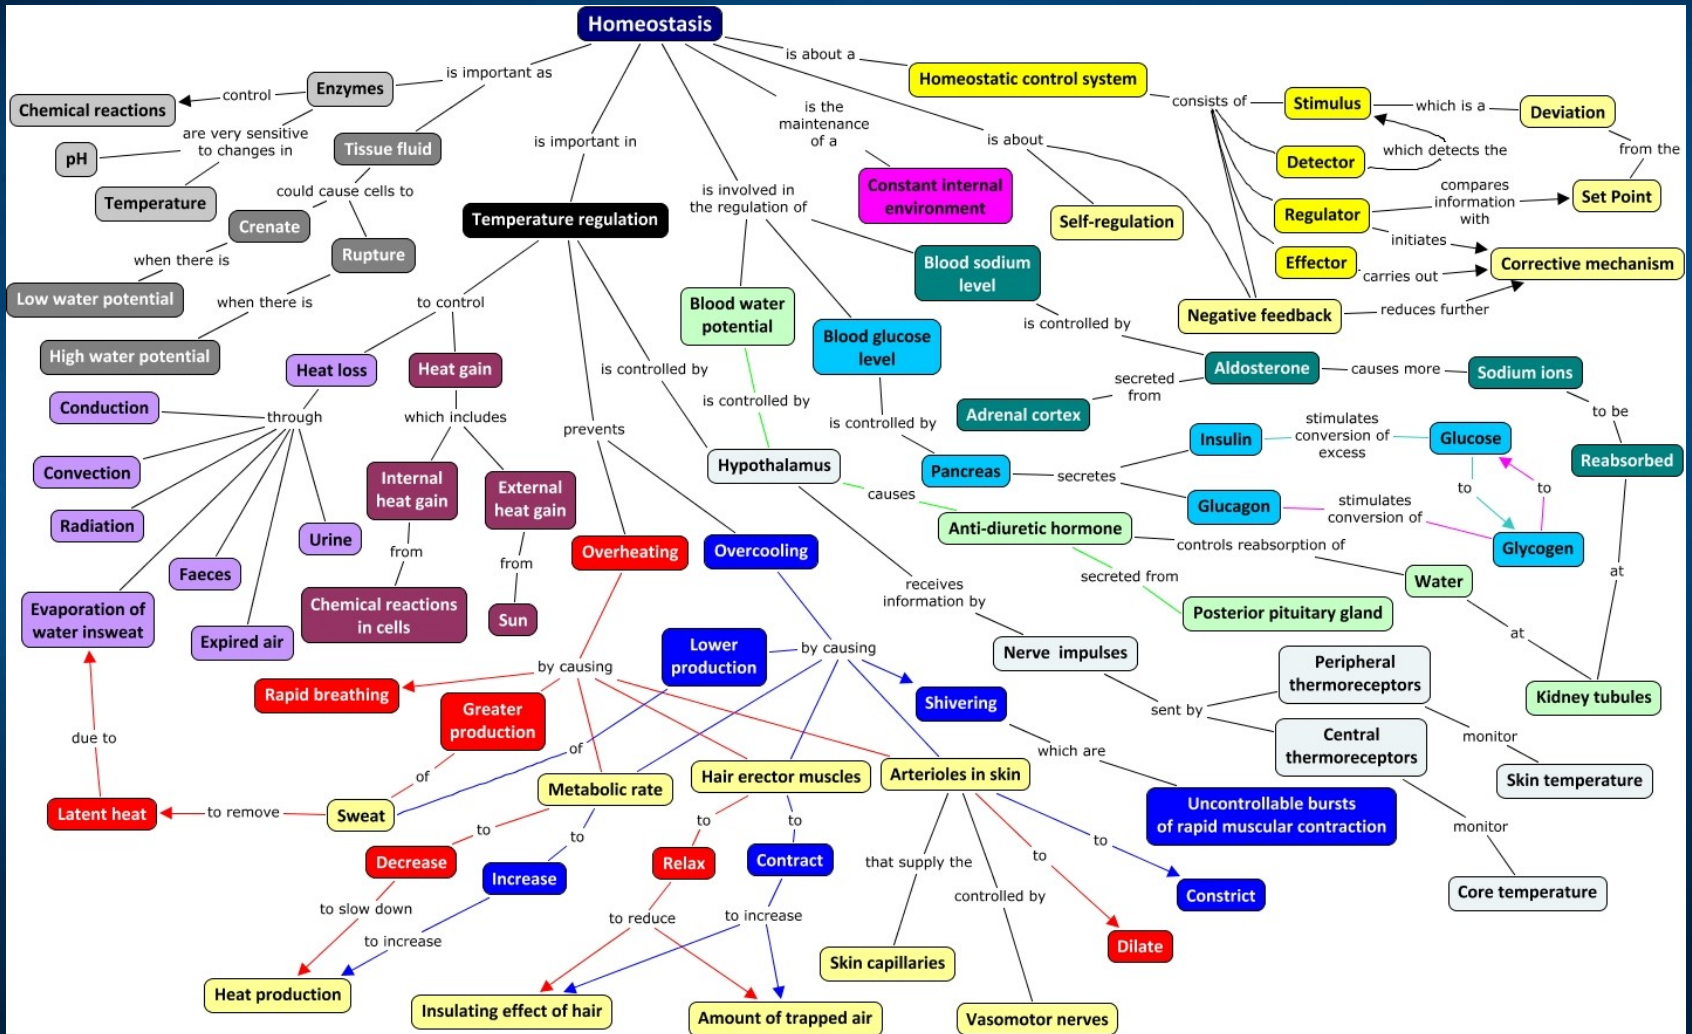 Homeostasis
is important as
Enzymes
control
Chemical reactions
are very sensitive
to changes in
pH
Temperature
Tissue fluid
could cause cells to
Crenate
when there is
Low water potential
Rupture
when there is
High water potential
is important in
Temperature regulation
to control
Heat loss
through
Conduction
Convection
Radiation
Evaporation of
water insweat
Faeces
Expired air
Urine
Heat gain
which includes
Internal
heat gain
from
Chemical reactions
in cells
External
heat gain
from
Sun
prevents
Overheating
by causing
Rapid breathing
Greater
production
of
Sweat
to remove
Latent heat
due to
Overcooling
by causing
Lower
production
of
Shivering
which are
Uncontrollable bursts
of rapid muscular contraction
Metabolic rate
to
Decrease
to slow down
to
Increase
to increase
Heat production
Hair erector muscles
to
Relax
to reduce
to
Contract
to increase
Insulating effect of hair
Amount of trapped air
Arterioles in skin
that supply the
Skin capillaries
controlled by
Vasomotor nerves
to
Dilate
to
Constrict
is controlled by
Hypothalamus
receives
information by
Nerve impulses
sent by
Peripheral
thermoreceptors
monitor
Skin temperature
Central
thermoreceptors
monitor
Core temperature
is involved in
the regulation of
Blood water
potential
is controlled by
causes
Anti-diuretic hormone
secreted from
Posterior pituitary gland
controls reabsorption of
Water
at
Kidney tubules
Blood glucose
level
is controlled by
Pancreas
secretes
Insulin
stimulates
conversion of
excess
Glucose
to
to
Glucagon
stimulates
conversion of
Glycogen
Blood sodium
level
is controlled by
Aldosterone
secreted
from
Adrenal cortex
causes more
Sodium ions
to be
Reabsorbed
at
is the
maintenance
of a
Constant internal
environment
is about
Self-regulation
is about a
Homeostatic control system
consists of
Stimulus
which is a
Deviation
from the
Set Point
Detector
which detects the
Regulator
compares
information
with
initiates
Effector
carries out
Corrective mechanism
Negative feedback
reduces further